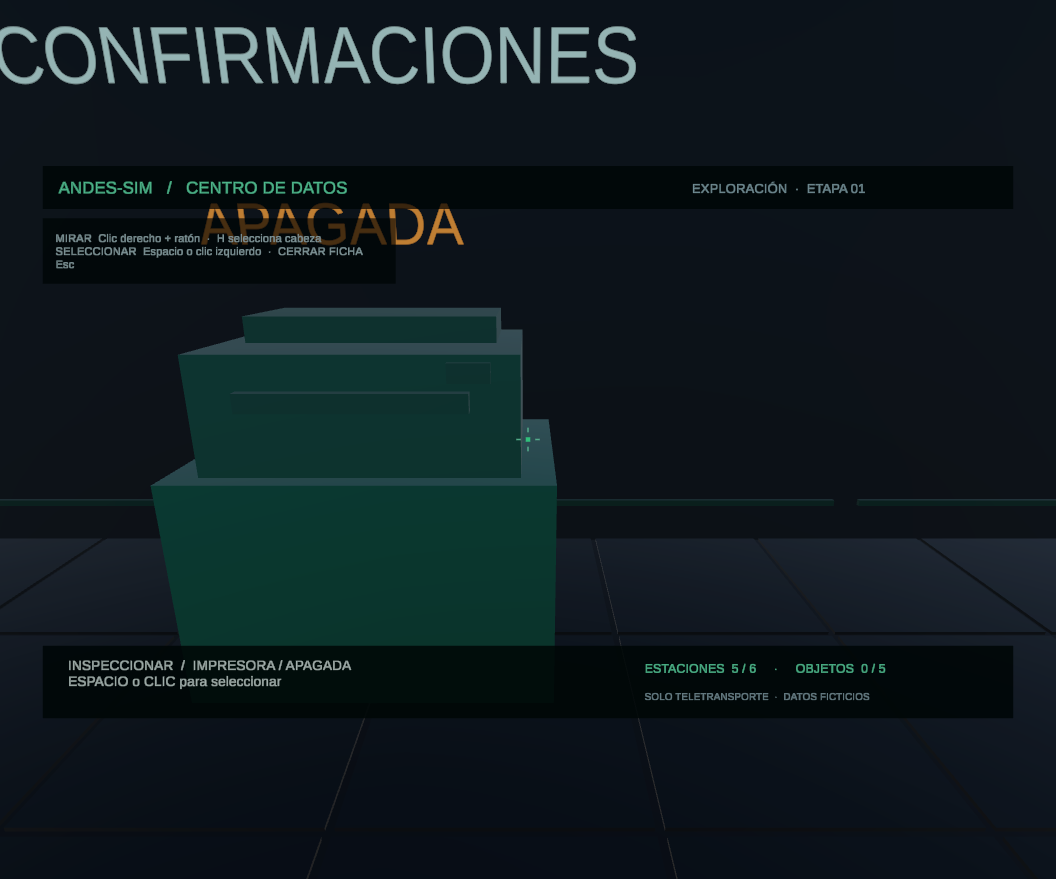 CONFIRMACIONES
ANDES-SIM / CENTRO DE DATOS
EXPLORACIÓN · ETAPA 01
APAGADA
MIRAR Clic derecho + ratón · H selecciona cabeza
SELECCIONAR Espacio o clic izquierdo · CERRAR FICHA
Esc
INSPECCIONAR / IMPRESORA / APAGADA
ESPACIO o CLIC para seleccionar
ESTACIONES 5 / 6 · OBJETOS 0 / 5
SOLO TELETRANSPORTE · DATOS FICTICIOS